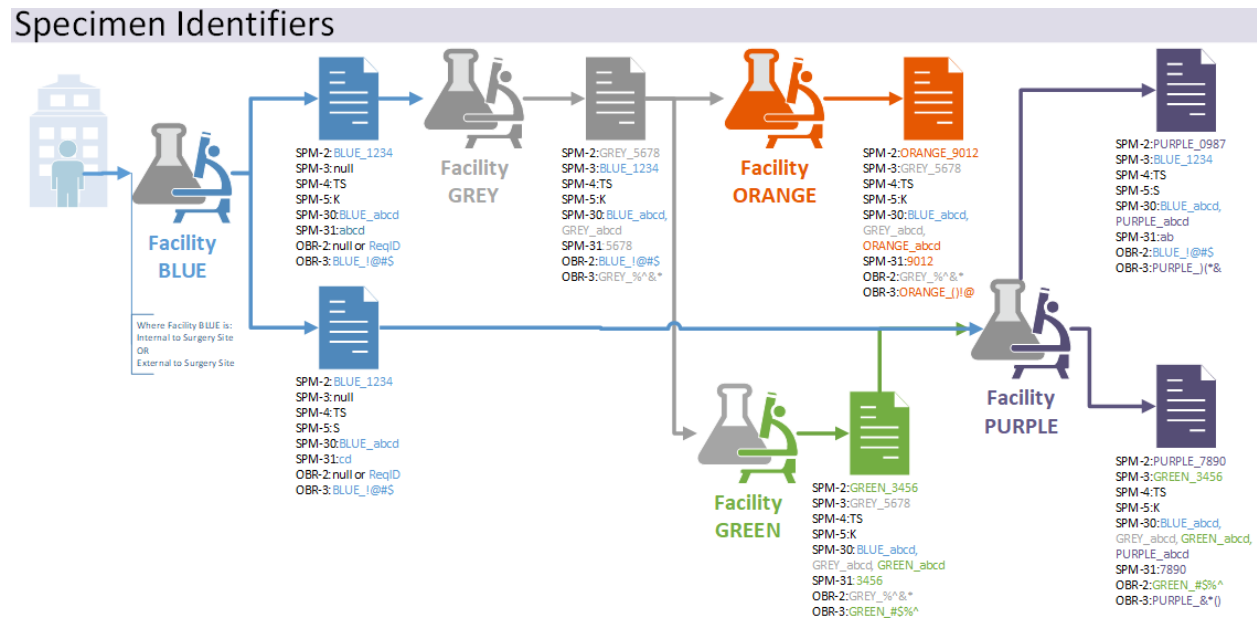 Specimen Identifiers
Facility
BLUE
Where Facility BLUE is:
Internal to Surgery Site
OR
External to Surgery Site
SPM-2:BLUE_1234
SPM-3:null
SPM-4:TS
SPM-5:K
SPM-30:BLUE_abcd
SPM-31:abcd
OBR-2:null or ReqID
OBR-3:BLUE_!@#$
SPM-2:BLUE_1234
SPM-3:null
SPM-4:TS
SPM-5:S
SPM-30:BLUE_abcd
SPM-31:cd
OBR-2:null or ReqID
OBR-3:BLUE_!@#$
Facility
GREY
SPM-2:GREY_5678
SPM-3:BLUE_1234
SPM-4:TS
SPM-5:K
SPM-30:BLUE_abcd,
GREY_abcd
SPM-31:5678
OBR-2:BLUE_!@#$
OBR-3:GREY_%^&*
Facility
ORANGE
SPM-2:ORANGE_9012
SPM-3:GREY_5678
SPM-4:TS
SPM-5:K
SPM-30:BLUE_abcd,
GREY_abcd,
ORANGE_abcd
SPM-31:9012
OBR-2:GREY_%^&*
OBR-3:ORANGE_()!@
Facility
GREEN
SPM-2:GREEN_3456
SPM-3:GREY_5678
SPM-4:TS
SPM-5:K
SPM-30:BLUE_abcd,
GREY_abcd, GREEN_abcd
SPM-31:3456
OBR-2:GREY_%^&*
OBR-3:GREEN_#$%^
Facility
PURPLE
SPM-2:PURPLE_0987
SPM-3:BLUE_1234
SPM-4:TS
SPM-5:S
SPM-30:BLUE_abcd,
PURPLE_abcd
SPM-31:ab
OBR-2:BLUE_!@#$
OBR-3:PURPLE_)(*&
SPM-2:PURPLE_7890
SPM-3:GREEN_3456
SPM-4:TS
SPM-5:K
SPM-30:BLUE_abcd,
GREY_abcd, GREEN_abcd,
PURPLE_abcd
SPM-31:7890
OBR-2:GREEN_#$%^
OBR-3:PURPLE_&*()